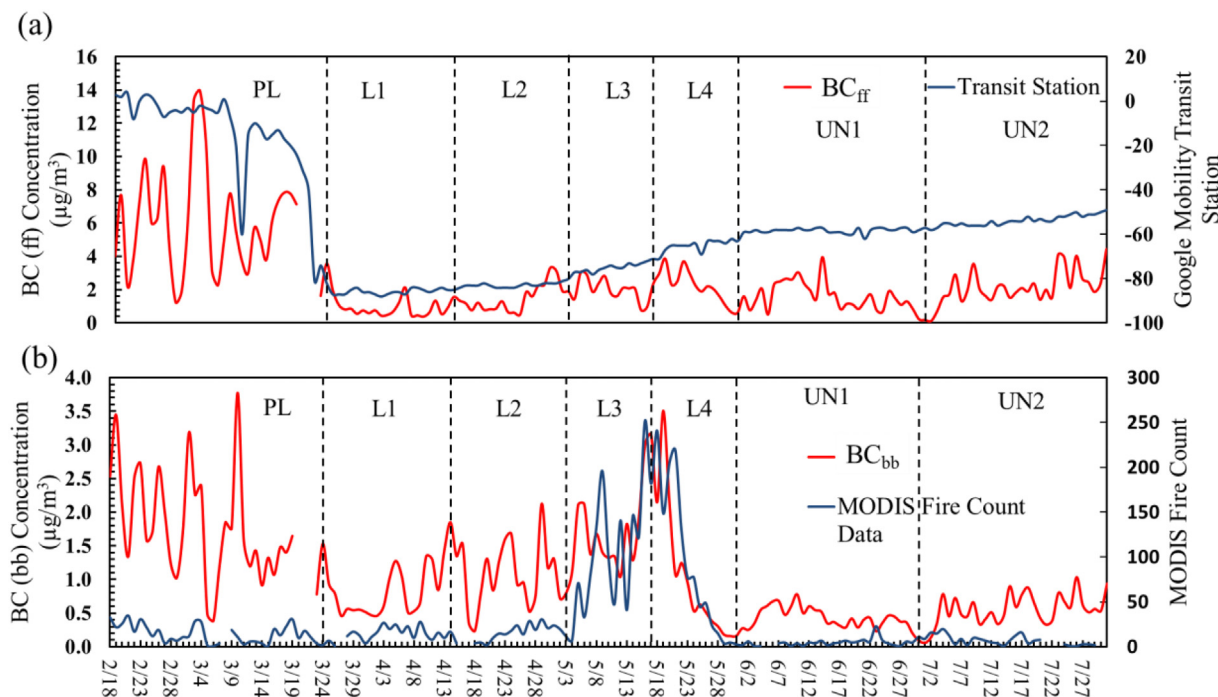 (a)
BC (ff) Concentration
(µg/m³)
16
14
12
10
8
6
4
2
0
PL
L1
L2
L3
L4
BCff
Transit Station
UN1
UN2
20
0
-20
-40
-60
-80
-100
Google Mobility Transit
Station
(b)
BC (bb) Concentration
(µg/m³)
4.0
3.5
3.0
2.5
2.0
1.5
1.0
0.5
0.0
PL
L1
L2
L3
L4
UN1
UN2
BCbb
MODIS Fire Count
Data
300
250
200
150
100
50
0
MODIS Fire Count
2/18
2/23
2/28
3/4
3/9
3/14
3/19
3/24
3/29
4/3
4/8
4/13
4/18
4/23
4/28
5/3
5/8
5/13
5/18
5/23
5/28
6/2
6/7
6/12
6/17
6/22
6/27
7/2
7/7
7/12
7/17
7/22
7/27